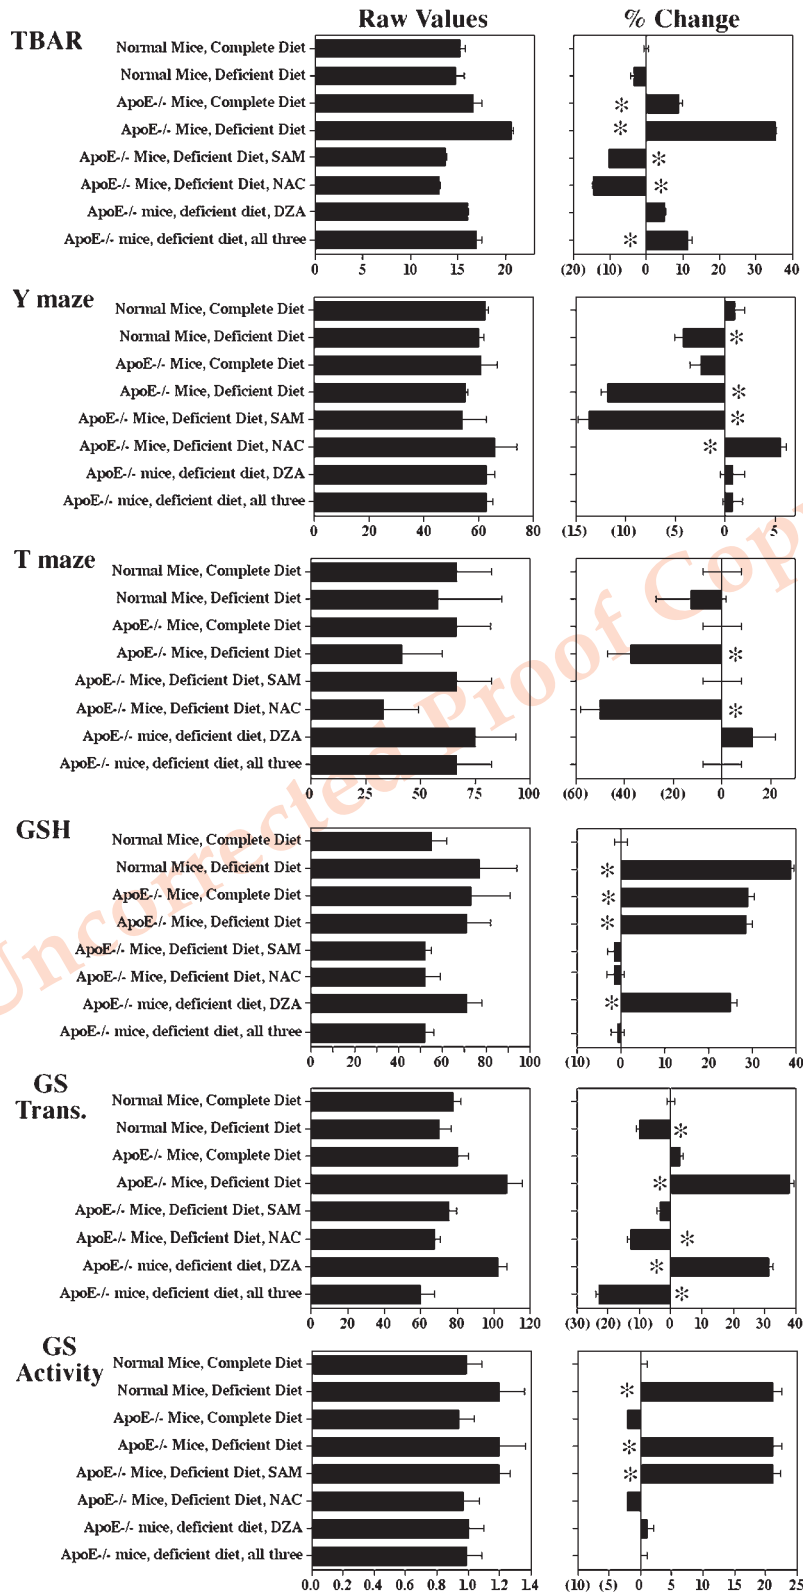 Raw Values % Change
TBAR
Normal Mice, Complete Diet
Normal Mice, Deficient Diet
ApoE-/- Mice, Complete Diet
ApoE-/- Mice, Deficient Diet
ApoE-/- Mice, Deficient Diet, SAM
ApoE-/- Mice, Deficient Diet, NAC
ApoE-/- mice, deficient diet, DZA
ApoE-/- mice, deficient diet, all three
0 5 10 15 20 (20) (10) 0 10 20 30 40
Y maze
Normal Mice, Complete Diet
Normal Mice, Deficient Diet
ApoE-/- Mice, Complete Diet
ApoE-/- Mice, Deficient Diet
ApoE-/- Mice, Deficient Diet, SAM
ApoE-/- Mice, Deficient Diet, NAC
ApoE-/- mice, deficient diet, DZA
ApoE-/- mice, deficient diet, all three
0 20 40 60 80 (15) (10) (5) 0 5
T maze
Normal Mice, Complete Diet
Normal Mice, Deficient Diet
ApoE-/- Mice, Complete Diet
ApoE-/- Mice, Deficient Diet
ApoE-/- Mice, Deficient Diet, SAM
ApoE-/- Mice, Deficient Diet, NAC
ApoE-/- mice, deficient diet, DZA
ApoE-/- mice, deficient diet, all three
0 25 50 75 100 (60) (40) (20) 0 20
GSH
Normal Mice, Complete Diet
Normal Mice, Deficient Diet
ApoE-/- Mice, Complete Diet
ApoE-/- Mice, Deficient Diet
ApoE-/- Mice, Deficient Diet, SAM
ApoE-/- Mice, Deficient Diet, NAC
ApoE-/- mice, deficient diet, DZA
ApoE-/- mice, deficient diet, all three
0 20 40 60 80 100 (10) 0 10 20 30 40
GS
Trans.
Normal Mice, Complete Diet
Normal Mice, Deficient Diet
ApoE-/- Mice, Complete Diet
ApoE-/- Mice, Deficient Diet
ApoE-/- Mice, Deficient Diet, SAM
ApoE-/- Mice, Deficient Diet, NAC
ApoE-/- mice, deficient diet, DZA
ApoE-/- mice, deficient diet, all three
0 20 40 60 80 100 120 (30) (20) (10) 0 10 20 30 40
GS
Activity
Normal Mice, Complete Diet
Normal Mice, Deficient Diet
ApoE-/- Mice, Complete Diet
ApoE-/- Mice, Deficient Diet
ApoE-/- Mice, Deficient Diet, SAM
ApoE-/- Mice, Deficient Diet, NAC
ApoE-/- mice, deficient diet, DZA
ApoE-/- mice, deficient diet, all three
0.0 0.2 0.4 0.6 0.8 1.0 1.2 1.4 (10) (5) 0 5 10 15 20 25
Uncorrected Proof Copy